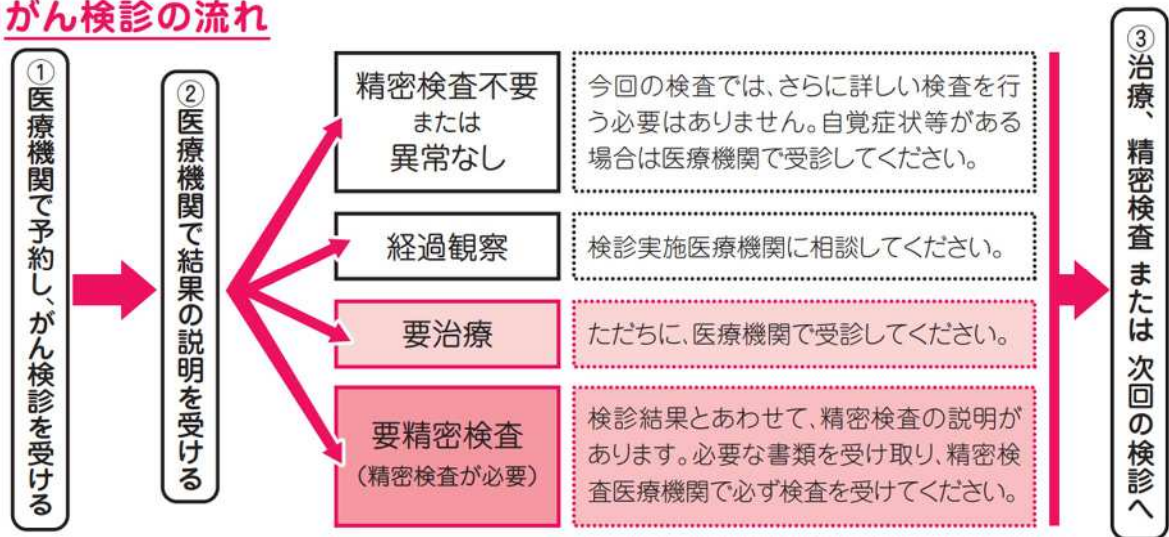 がん検診の流れ
①医療機関で予約し、がん検診を受ける
②医療機関で結果の説明を受ける
精密検査不要
または
異常なし
今回の検査では、さらに詳しい検査を行
う必要はありません。自覚症状等がある
場合は医療機関で受診してください。
経過観察
検診実施医療機関に相談してください。
要治療
ただちに、医療機関で受診してください。
要精密検査
(精密検査が必要)
検診結果とあわせて、精密検査の説明が
あります。必要な書類を受け取り、精密検
査医療機関で必ず検査を受けてください。
③治療、精密検査 または 次回の検診へ